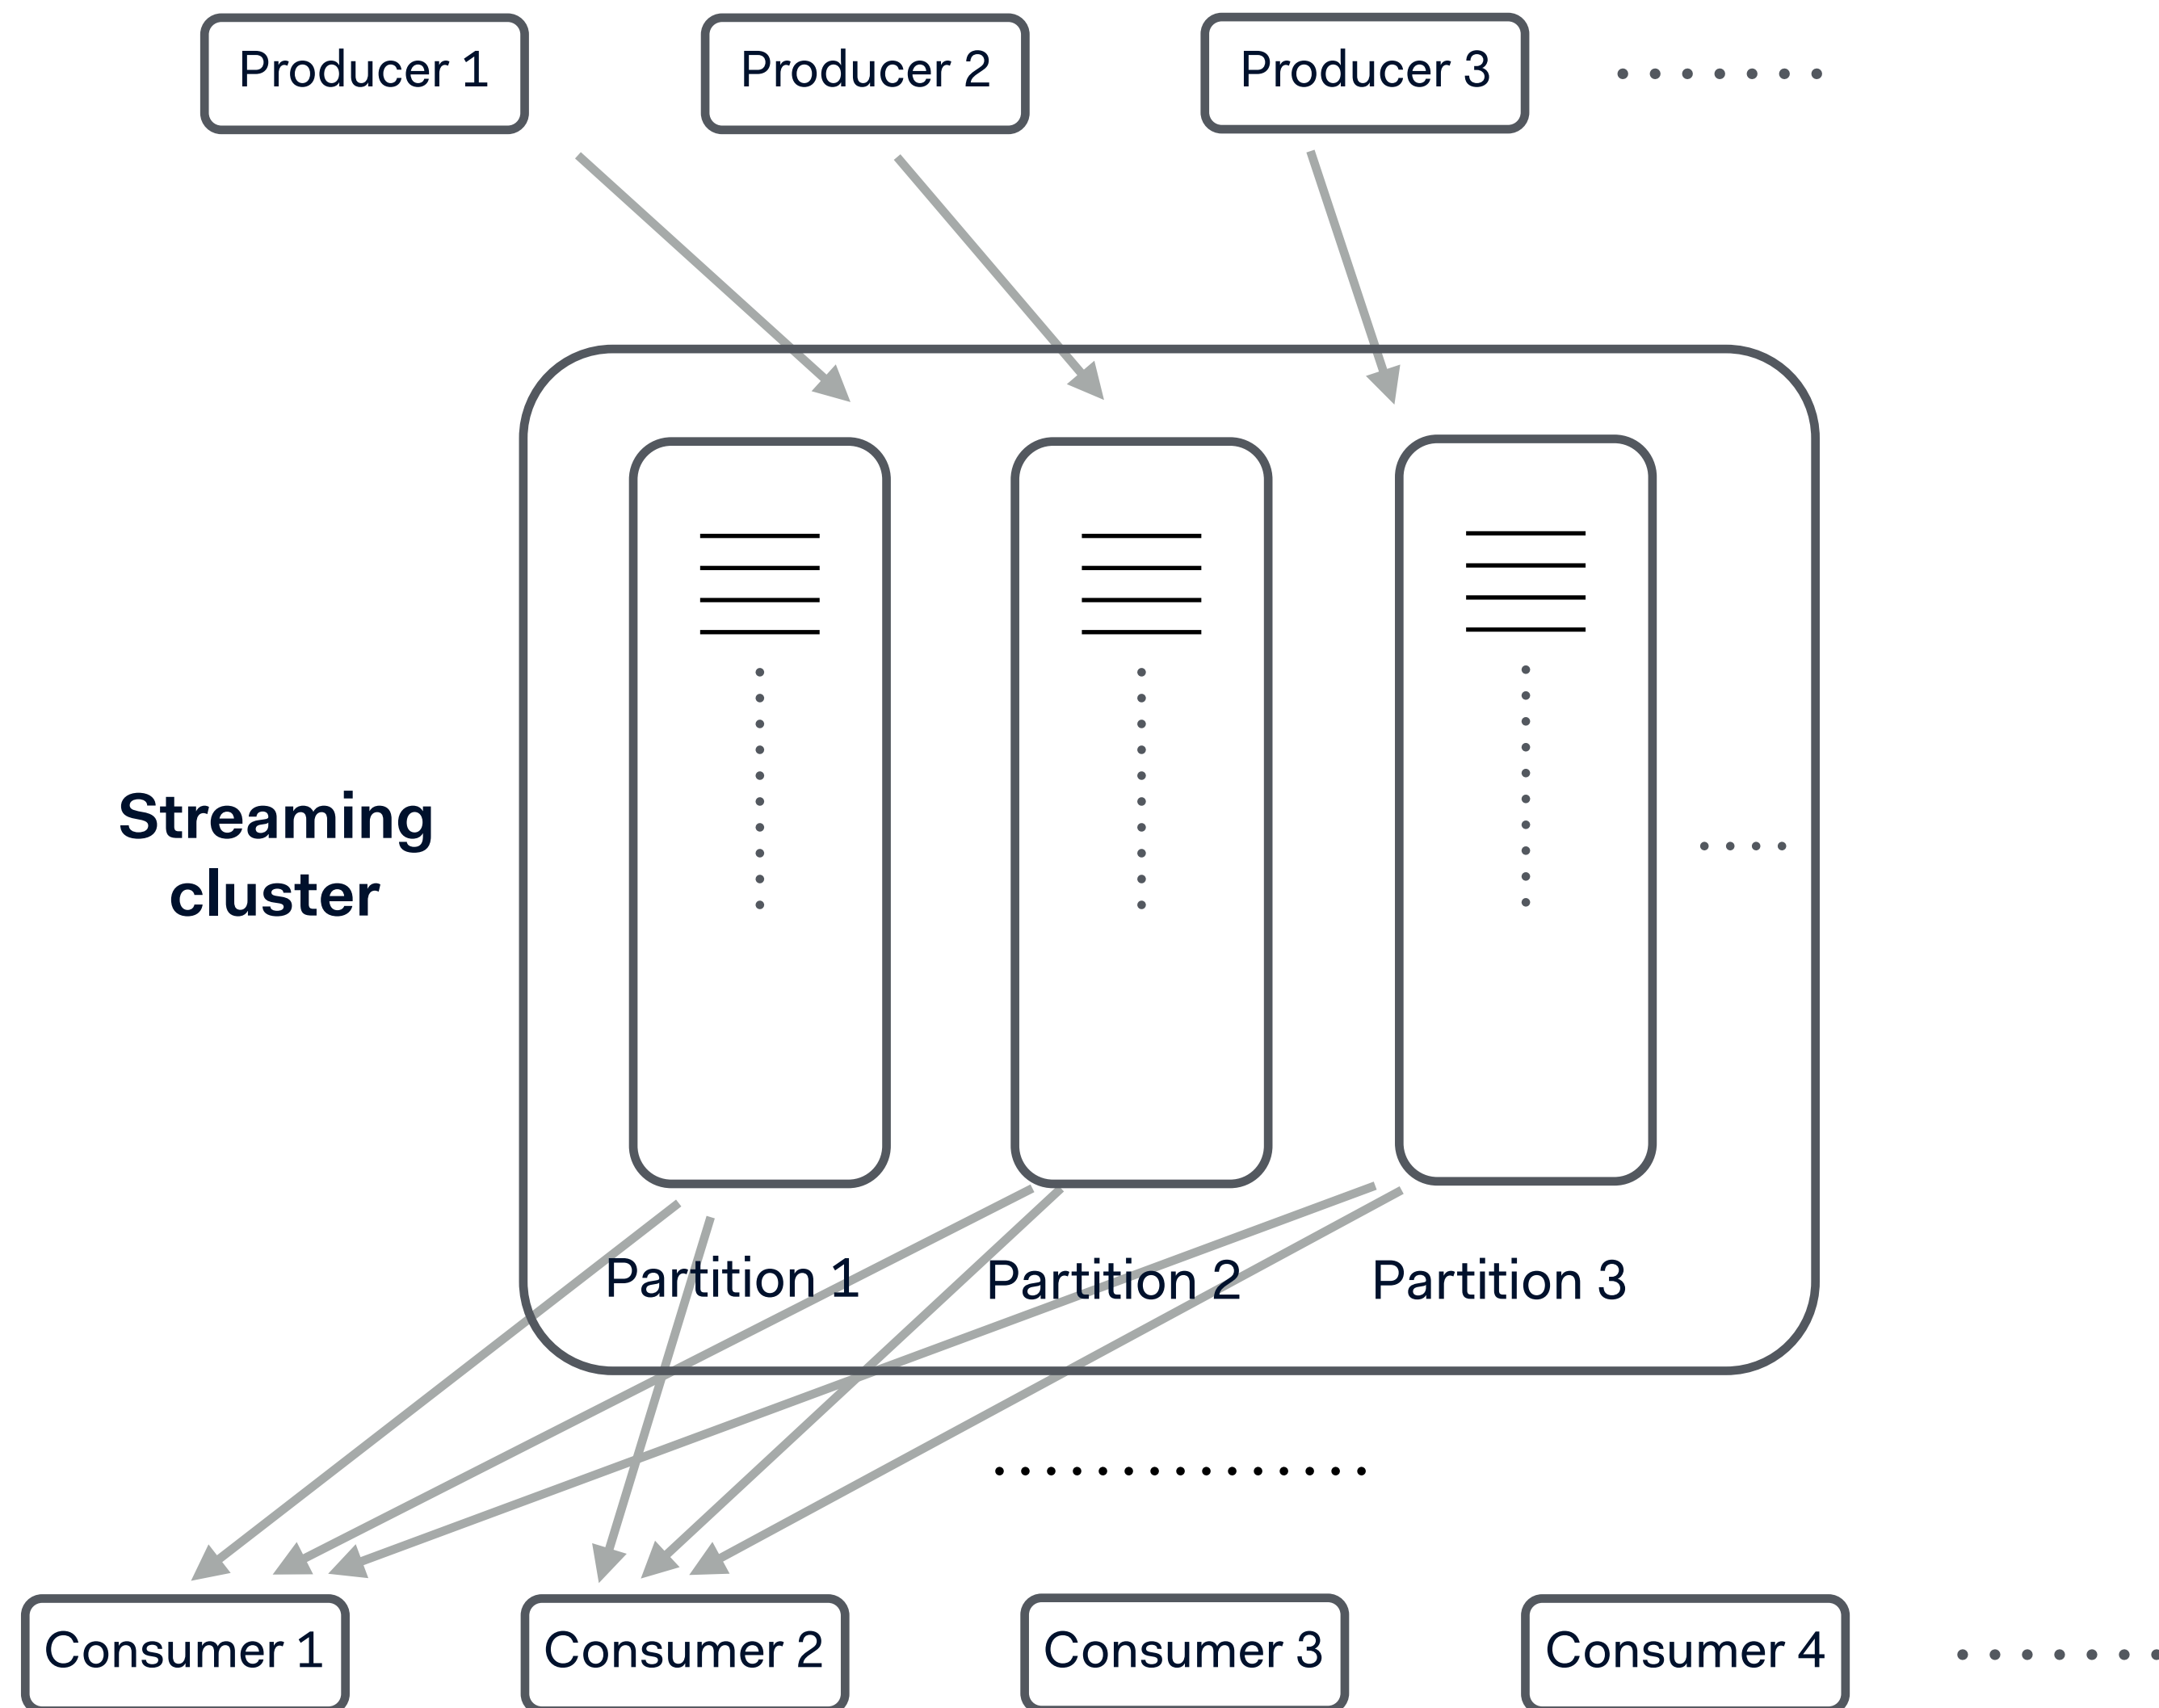 Producer 1
Producer 2
Producer 3
Streaming
cluster
Partition 1
Partition 2
Partition 3
Consumer 1
Consumer 2
Consumer 3
Consumer 4